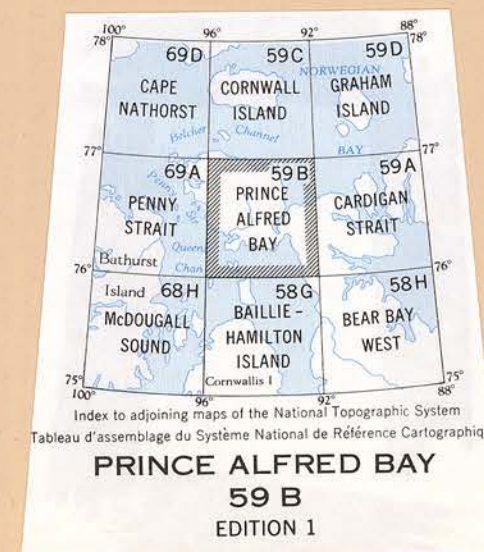 100° 96° 92° 88°
78° 78°
69D 59C 59D
NORWEGIAN
CAPE NATHORST
CORNWALL ISLAND
GRAHAM ISLAND
Belcher Channel
BAY
77° 77°
69A 59B 59A
Penny
PENNY STRAIT
PRINCE ALFRED BAY
CARDIGAN STRAIT
Queen
Chan
Bathurst
76° 76°
Island 68H 58G 58H
McDOUGALL SOUND
BAILLIE-HAMILTON ISLAND
BEAR BAY WEST
Cornwallis I
75° 75°
100° 96° 92° 88°
Index to adjoining maps of the National Topographic System
Tableau d'assemblage du Système National de Référence Cartographiq
PRINCE ALFRED BAY
59 B
EDITION 1